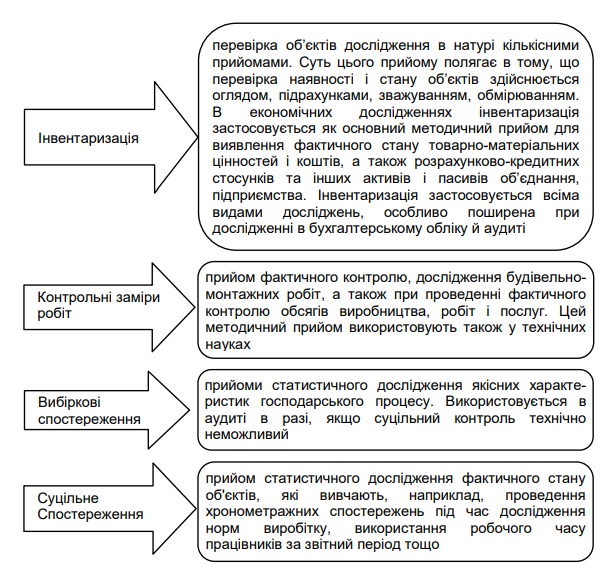 Інвентаризація
перевірка об’єктів дослідження в натурі кількісними
прийомами. Суть цього прийому полягає в тому, що
перевірка наявності і стану об’єктів здійснюється
оглядом, підрахунками, зважуванням, обмірюванням.
В економічних дослідженнях інвентаризація
застосовується як основний методичний прийом для
виявлення фактичного стану товарно-матеріальних
цінностей і коштів, а також розрахунково-кредитних
стосунків та інших активів і пасивів об’єднання,
підприємства. Інвентаризація застосовується всіма
видами досліджень, особливо поширена при
дослідженні в бухгалтерському обліку й аудиті
Контрольні заміри
робіт
прийом фактичного контролю, дослідження будівельно-
монтажних робіт, а також при проведенні фактичного
контролю обсягів виробництва, робіт і послуг. Цей
методичний прийом використовують також у технічних
науках
Вибіркові
спостереження
прийоми статистичного дослідження якісних характе-
ристик господарського процесу. Використовується в
аудиті в разі, якщо суцільний контроль технічно
неможливий
Суцільне
Спостереження
прийом статистичного дослідження фактичного стану
об'єктів, які вивчають, наприклад, проведення
хронометражних спостережень під час дослідження
норм виробітку, використання робочого часу
працівників за звітний період тощо